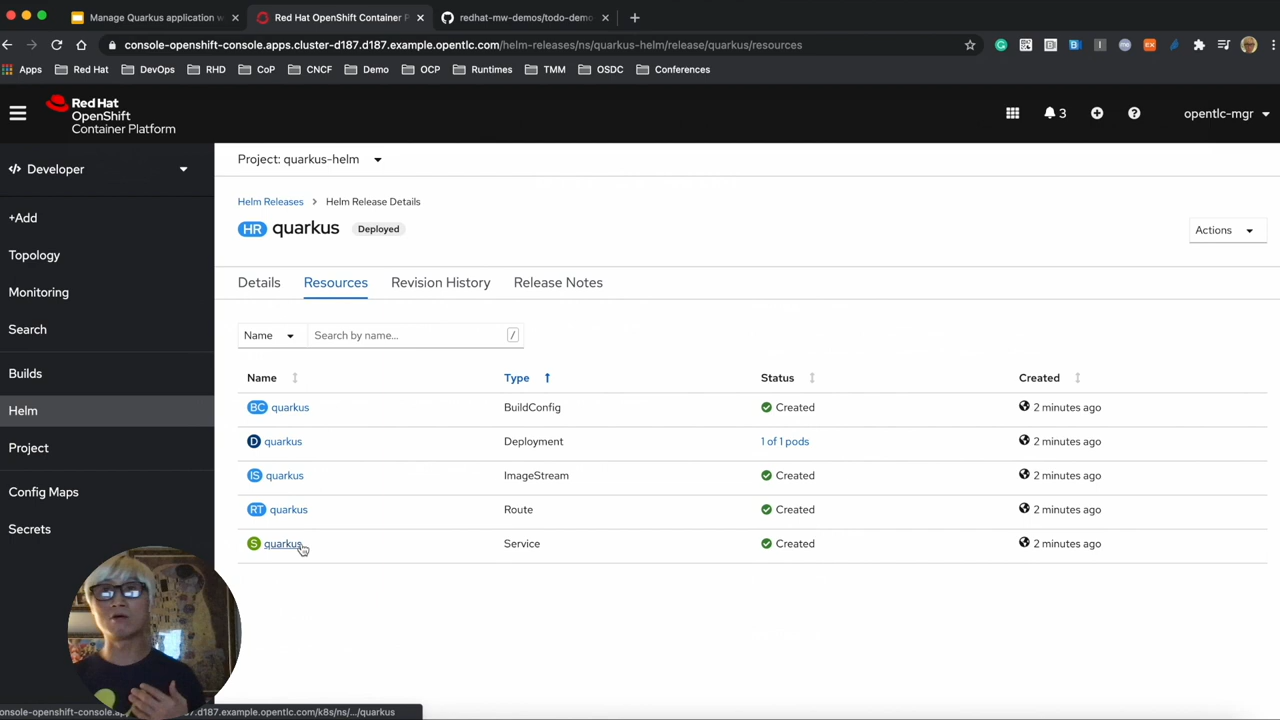 Manage Quarkus application w
Red Hat OpenShift Container P
redhat-mw-demos/todo-demo
console-openshift-console.apps.cluster-d187.d187.example.opentlc.com/helm-releases/ns/quarkus-helm/release/quarkus/resources
Apps
Red Hat
DevOps
RHD
CoP
CNCF
Demo
OCP
Runtimes
TMM
OSDC
Conferences
Red Hat
OpenShift
Container Platform
3
opentlc-mgr
Developer
+Add
Topology
Monitoring
Search
Builds
Helm
Project
Config Maps
Secrets
Project: quarkus-helm
Helm Releases > Helm Release Details
HR quarkus Deployed
Actions
Details Resources Revision History Release Notes
Name Search by name... /
Name Type Status Created
BC quarkus BuildConfig Created 2 minutes ago
D quarkus Deployment 1 of 1 pods 2 minutes ago
IS quarkus ImageStream Created 2 minutes ago
RT quarkus Route Created 2 minutes ago
S quarkus Service Created 2 minutes ago
.d187.example.opentlc.com/k8s/ns/.../quarkus